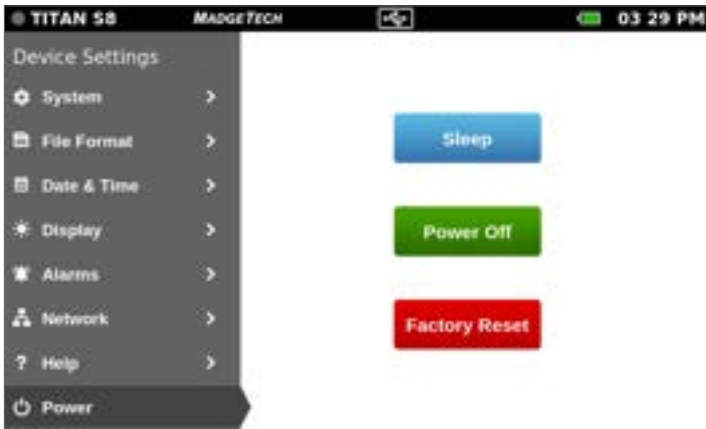 TITAN S8 MADGETECH 03 29 PM
Device Settings
System
File Format
Date & Time
Display
Alarms
Network
? Help
Power
Sleep
Power Off
Factory Reset